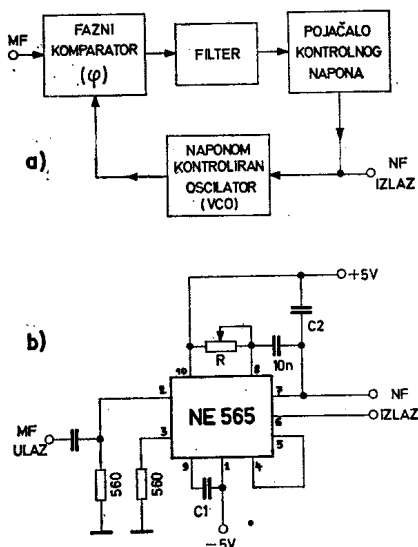 MF
FAZNI
KOMPARATOR
(φ)
FILTER
POJAČALO
KONTROLNOG
NAPONA
a)
NAPONOM
KONTROLIRAN
OSCILATOR
(VCO)
NF
IZLAZ
b)
+5V
C2
R
10n
10
8
2
7
NF
NE 565
6
IZLAZ
3
5
MF
ULAZ
9
1
4
560
560
C1
−5V